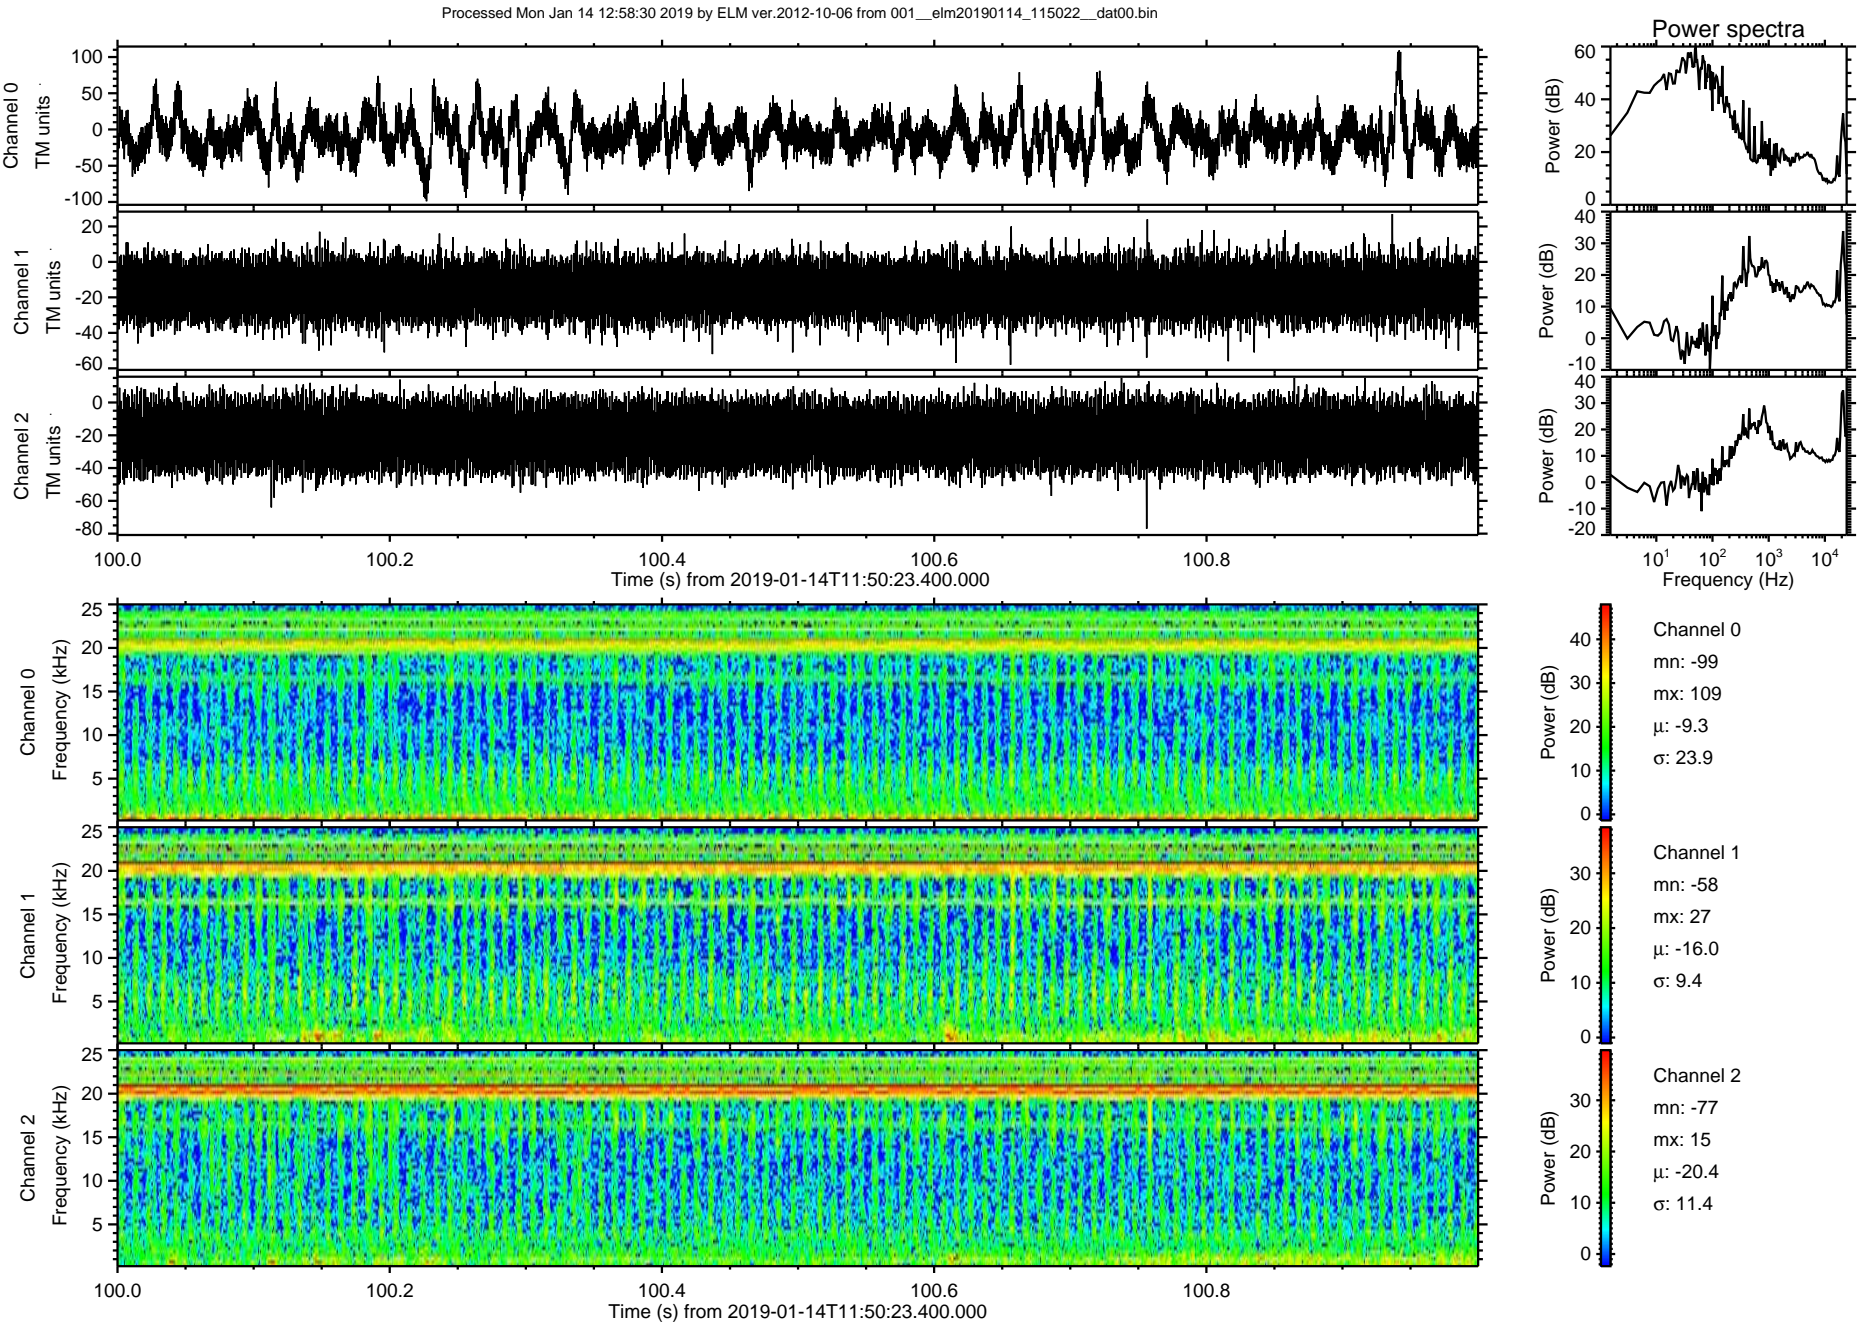 Processed Mon Jan 14 12:58:30 2019 by ELM ver.2012-10-06 from 001__elm20190114_115022__dat00.bin
Power spectra
Channel 0
TM units
100
50
0
-50
-100
Power (dB)
60
40
20
0
Channel 1
TM units
20
0
-20
-40
-60
Power (dB)
40
30
20
10
0
-10
Channel 2
TM units
0
-20
-40
-60
-80
Power (dB)
40
30
20
10
0
-10
-20
100.0 100.2 100.4 100.6 100.8
Time (s) from 2019-01-14T11:50:23.400.000
10¹ 10² 10³ 10⁴
Frequency (Hz)
Channel 0
Frequency (kHz)
25
20
15
10
5
Power (dB)
40
30
20
10
0
Channel 0
mn: -99
mx: 109
μ: -9.3
σ: 23.9
Channel 1
Frequency (kHz)
25
20
15
10
5
Power (dB)
30
20
10
0
Channel 1
mn: -58
mx: 27
μ: -16.0
σ: 9.4
Channel 2
Frequency (kHz)
25
20
15
10
5
Power (dB)
30
20
10
0
Channel 2
mn: -77
mx: 15
μ: -20.4
σ: 11.4
100.0 100.2 100.4 100.6 100.8
Time (s) from 2019-01-14T11:50:23.400.000